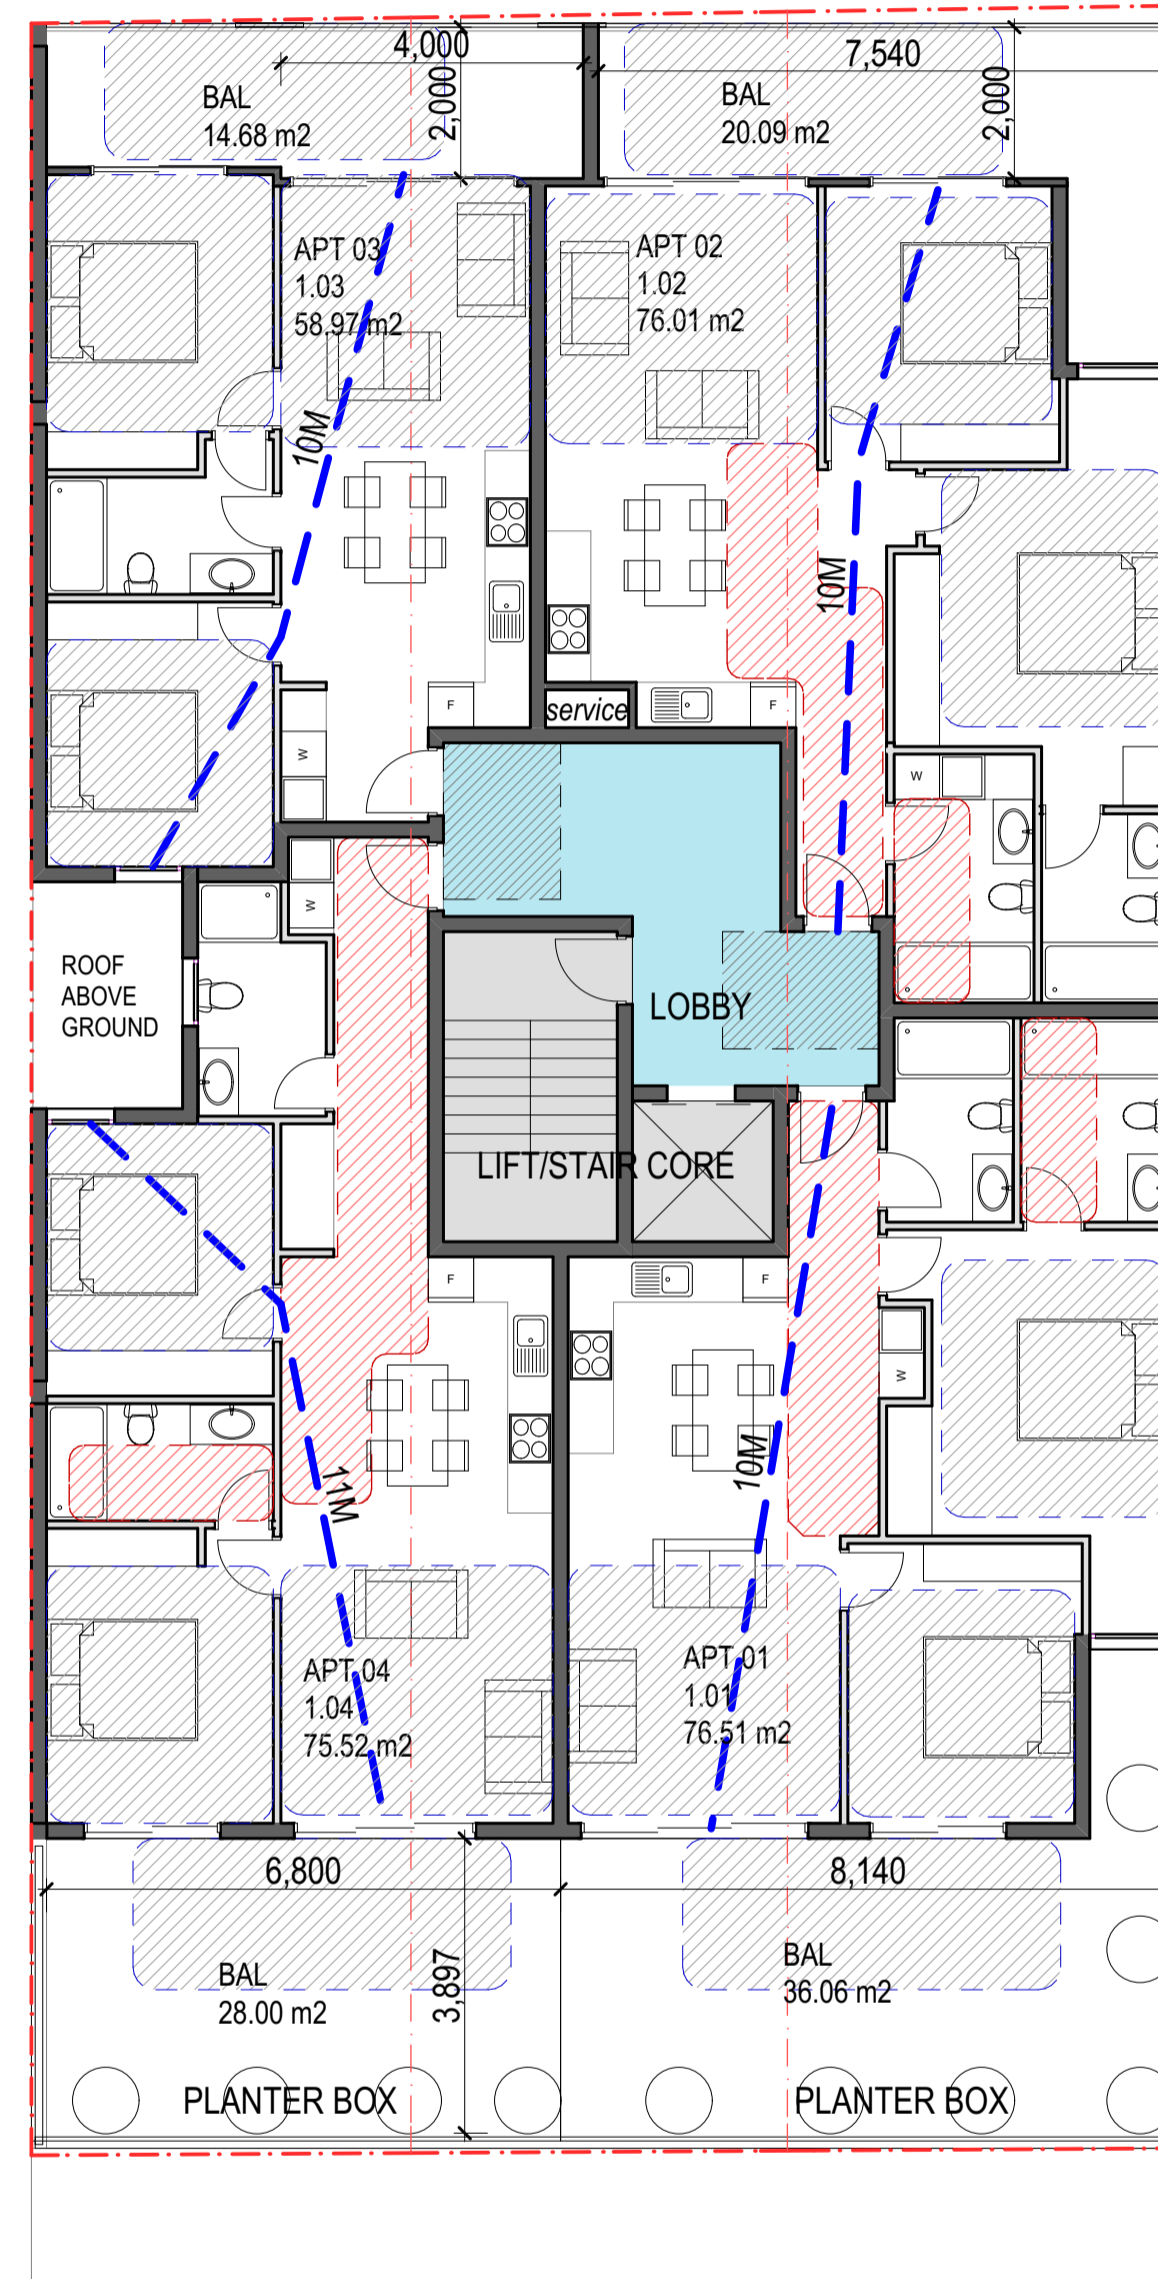 4,000
7,540
BAL
14.68 m2
2,000
BAL
20.09 m2
2,000
APT 03
1.03
58.97 m2
APT 02
1.02
76.01 m2
10M
10M
F
service
F
W
W
W
ROOF
ABOVE
GROUND
LOBBY
LIFT/STAIR CORE
F
F
W
11M
10M
APT 04
1.04
75.52 m2
APT 01
1.01
76.51 m2
6,800
8,140
BAL
28.00 m2
3,897
BAL
36.06 m2
PLANTER BOX
PLANTER BOX